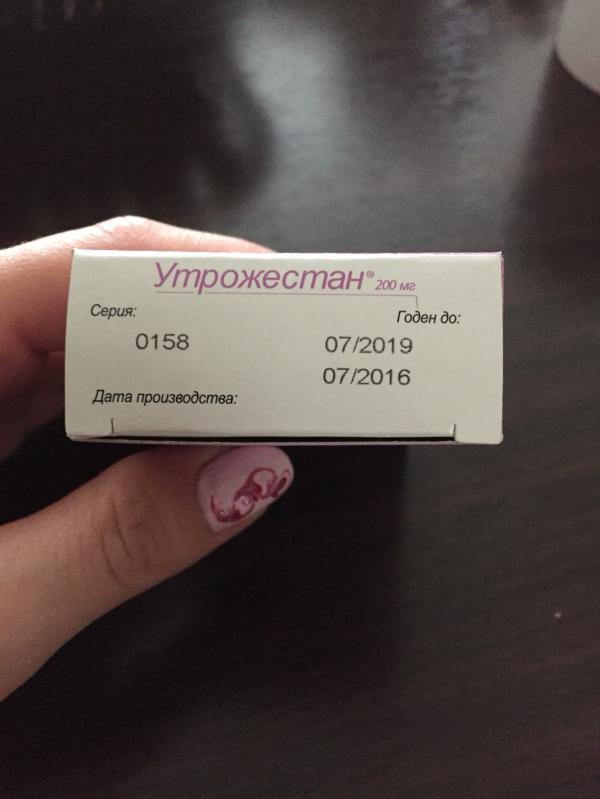 Утрожестан® 200 мг
Серия:
Годен до:
0158
07/2019
07/2016
Дата производства: